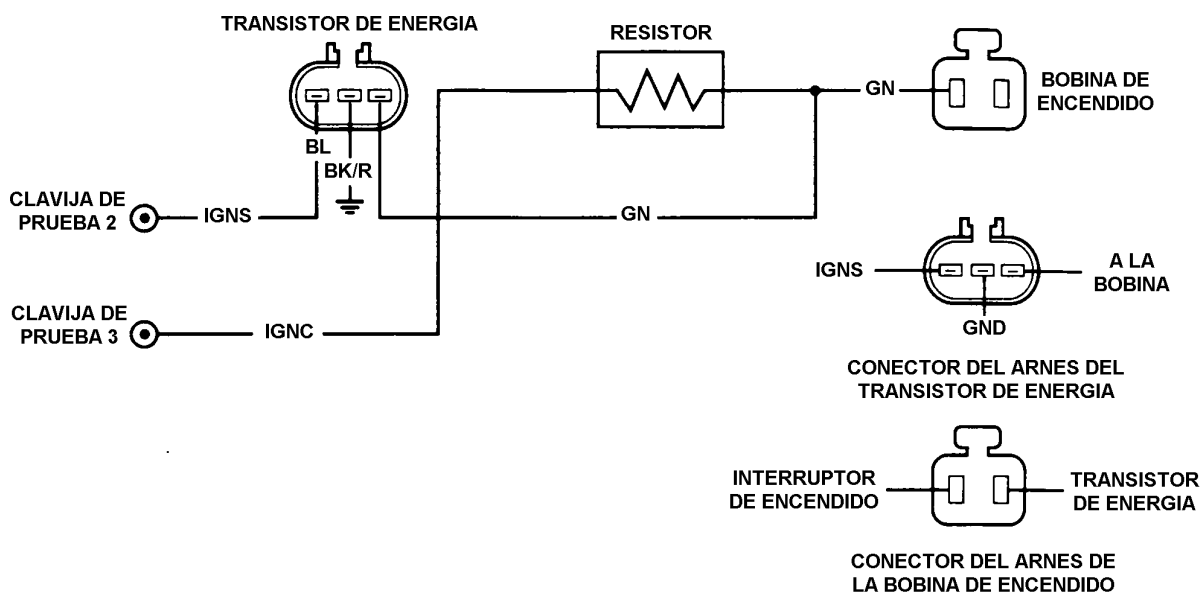 TRANSISTOR DE ENERGIA
RESISTOR
GN
BOBINA DE
ENCENDIDO
BL
BK/R
CLAVIJA DE
PRUEBA 2
IGNS
GN
IGNS
A LA
BOBINA
GND
CLAVIJA DE
PRUEBA 3
IGNC
CONECTOR DEL ARNES DEL
TRANSISTOR DE ENERGIA
INTERRUPTOR
DE ENCENDIDO
TRANSISTOR
DE ENERGIA
CONECTOR DEL ARNES DE
LA BOBINA DE ENCENDIDO